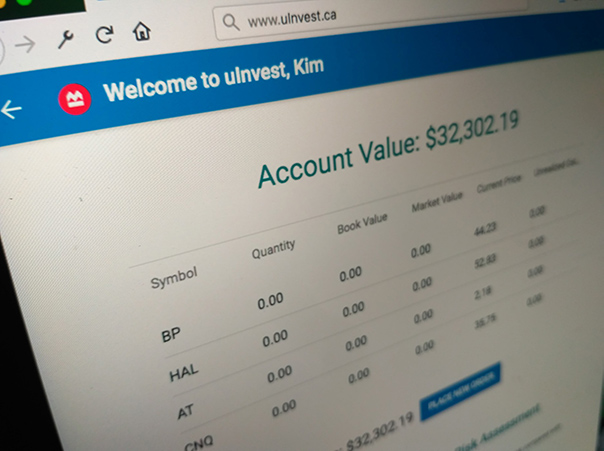 www.uInvest.ca
Welcome to uInvest, Kim
Account Value: $32,302.19
Symbol Quantity Book Value Market Value Current Price Unrealized
BP 0.00 0.00 0.00 44.23 0.00
HAL 0.00 0.00 0.00 52.83 0.00
AT 0.00 0.00 0.00 2.18 0.00
CNQ 0.00 0.00 0.00 35.75 0.00
$32,302.19 PLACE NEW ORDER
Risk Assessment